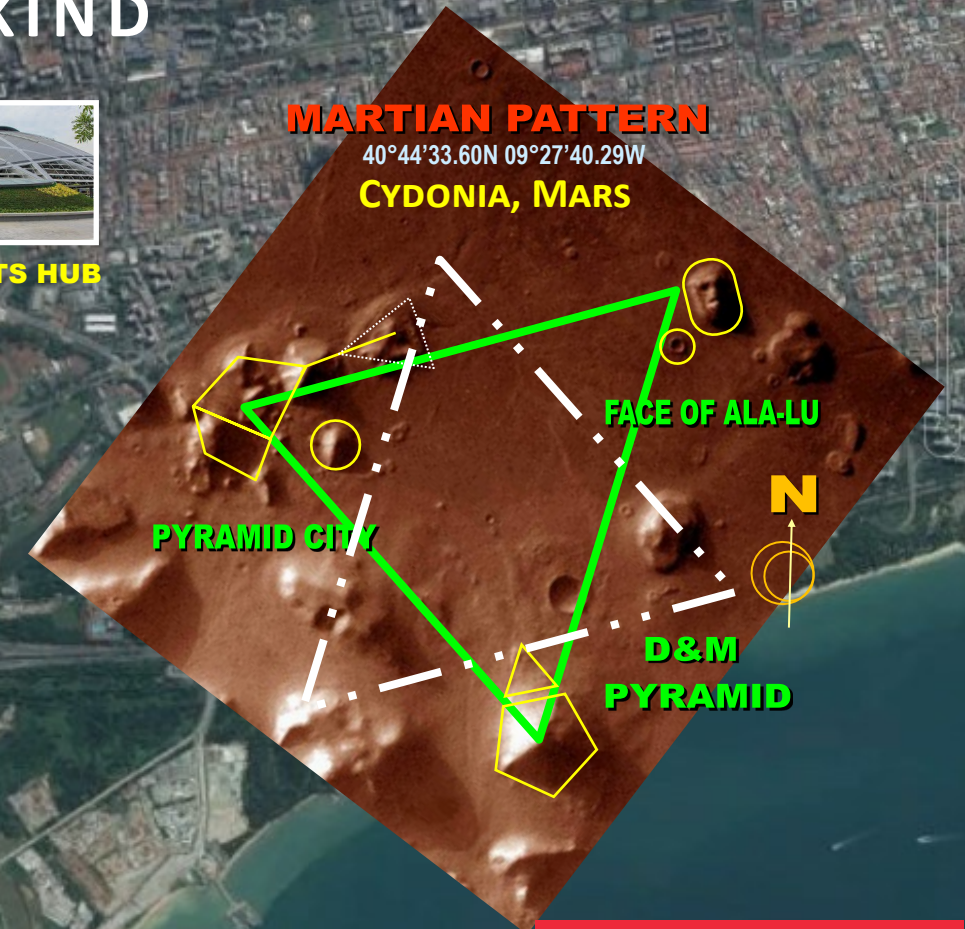 KIND
MARTIAN PATTERN
40°44'33.60N 09°27'40.29W
CYDONIA, MARS
TS HUB
FACE OF ALA-LU
N
PYRAMID CITY
D&M
PYRAMID